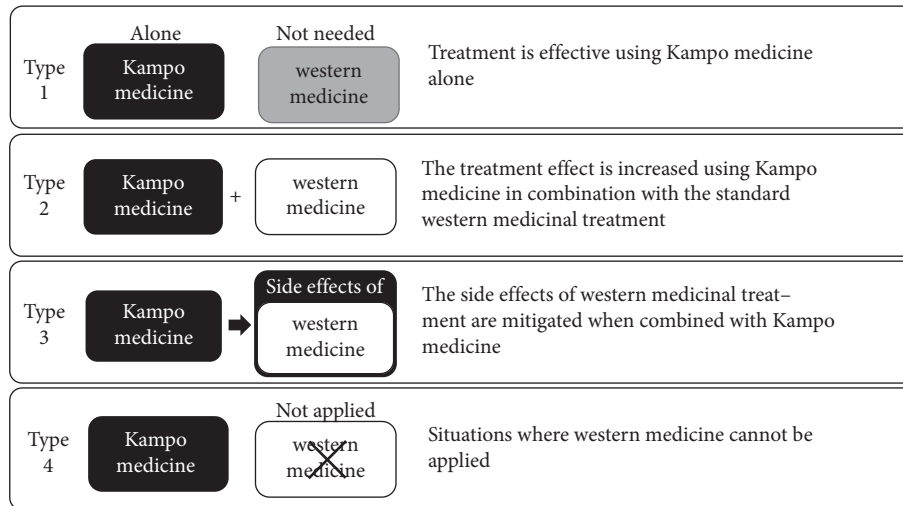 Type
1
Alone
Kampo
medicine
Not needed
western
medicine
Treatment is effective using Kampo medicine
alone
Type
2
Kampo
medicine
+
western
medicine
The treatment effect is increased using Kampo
medicine in combination with the standard
western medicinal treatment
Type
3
Kampo
medicine
Side effects of
western
medicine
The side effects of western medicinal treat–
ment are mitigated when combined with Kampo
medicine
Type
4
Kampo
medicine
Not applied
western
medicine
Situations where western medicine cannot be
applied